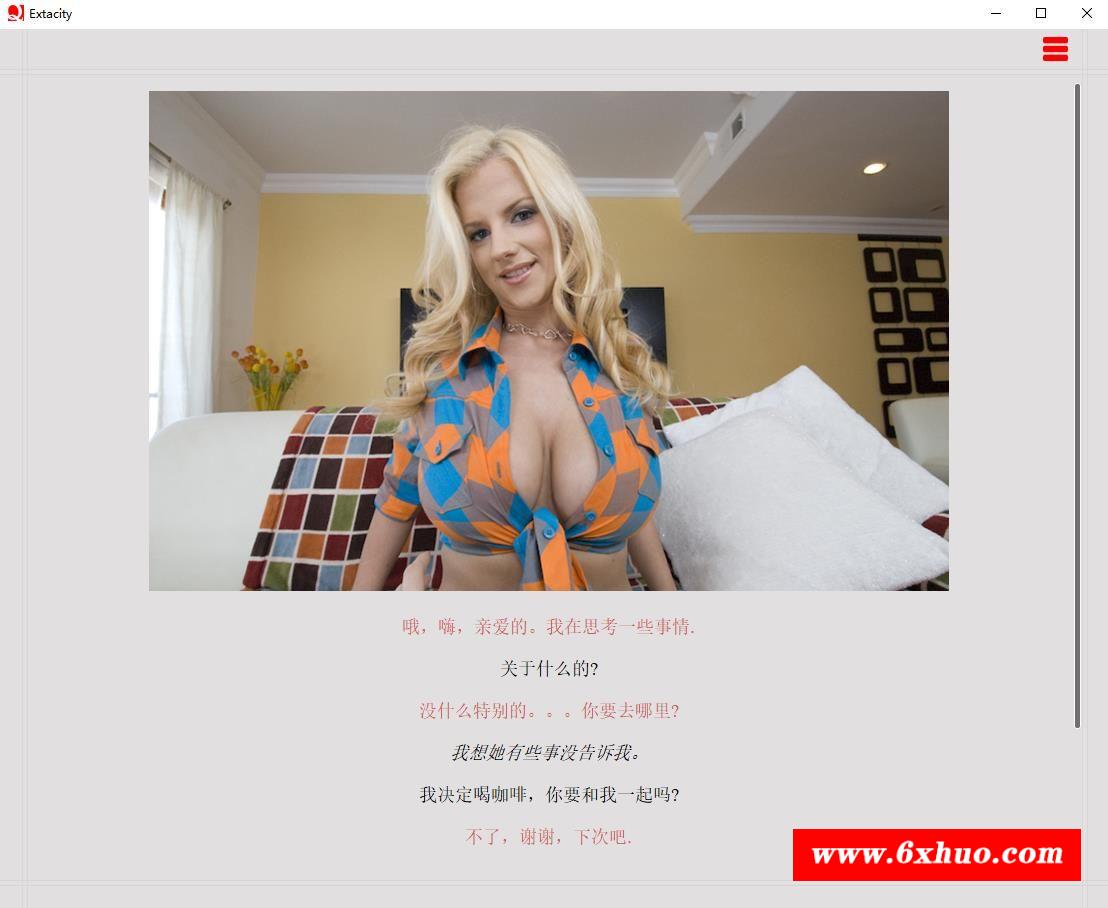 Extacity
哦，嗨，亲爱的。我在思考一些事情.
关于什么的?
没什么特别的。。。你要去哪里?
我想她有些事没告诉我。
我决定喝咖啡，你要和我一起吗?
不了，谢谢，下次吧.
www.6xhuo.com